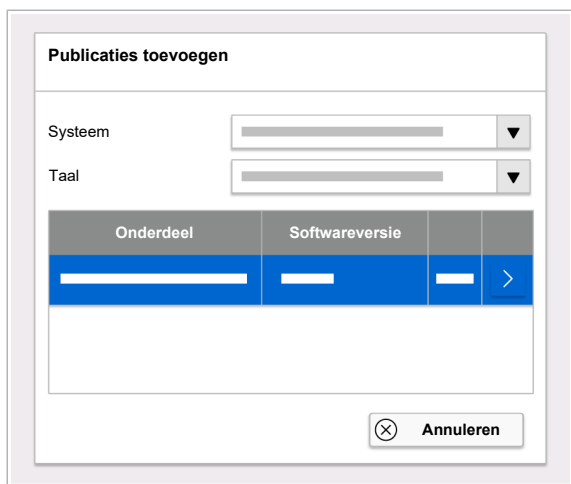 Publicaties toevoegen
Systeem
Taal
Onderdeel Softwareversie
Annuleren